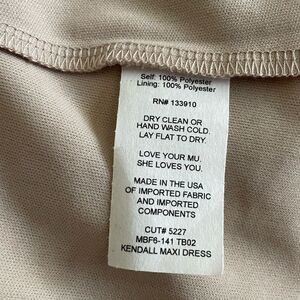 Self: 100% Polyester
Lining: 100% Polyester
RN# 133910
DRY CLEAN OR
HAND WASH COLD.
LAY FLAT TO DRY.
LOVE YOUR MU.
SHE LOVES YOU.
MADE IN THE USA
OF IMPORTED FABRIC
AND IMPORTED
COMPONENTS
CUT# 5227
MBF6-141 TB02
KENDALL MAXI DRESS